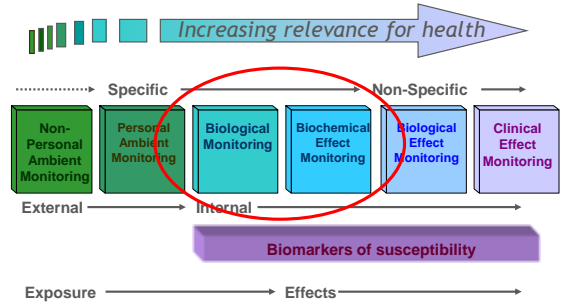 Increasing relevance for health
Specific
Non-Specific
Non-
Personal
Ambient
Monitoring
Personal
Ambient
Monitoring
Biological
Monitoring
Biochemical
Effect
Monitoring
Biological
Effect
Monitoring
Clinical
Effect
Monitoring
External
Internal
Biomarkers of susceptibility
Exposure
Effects